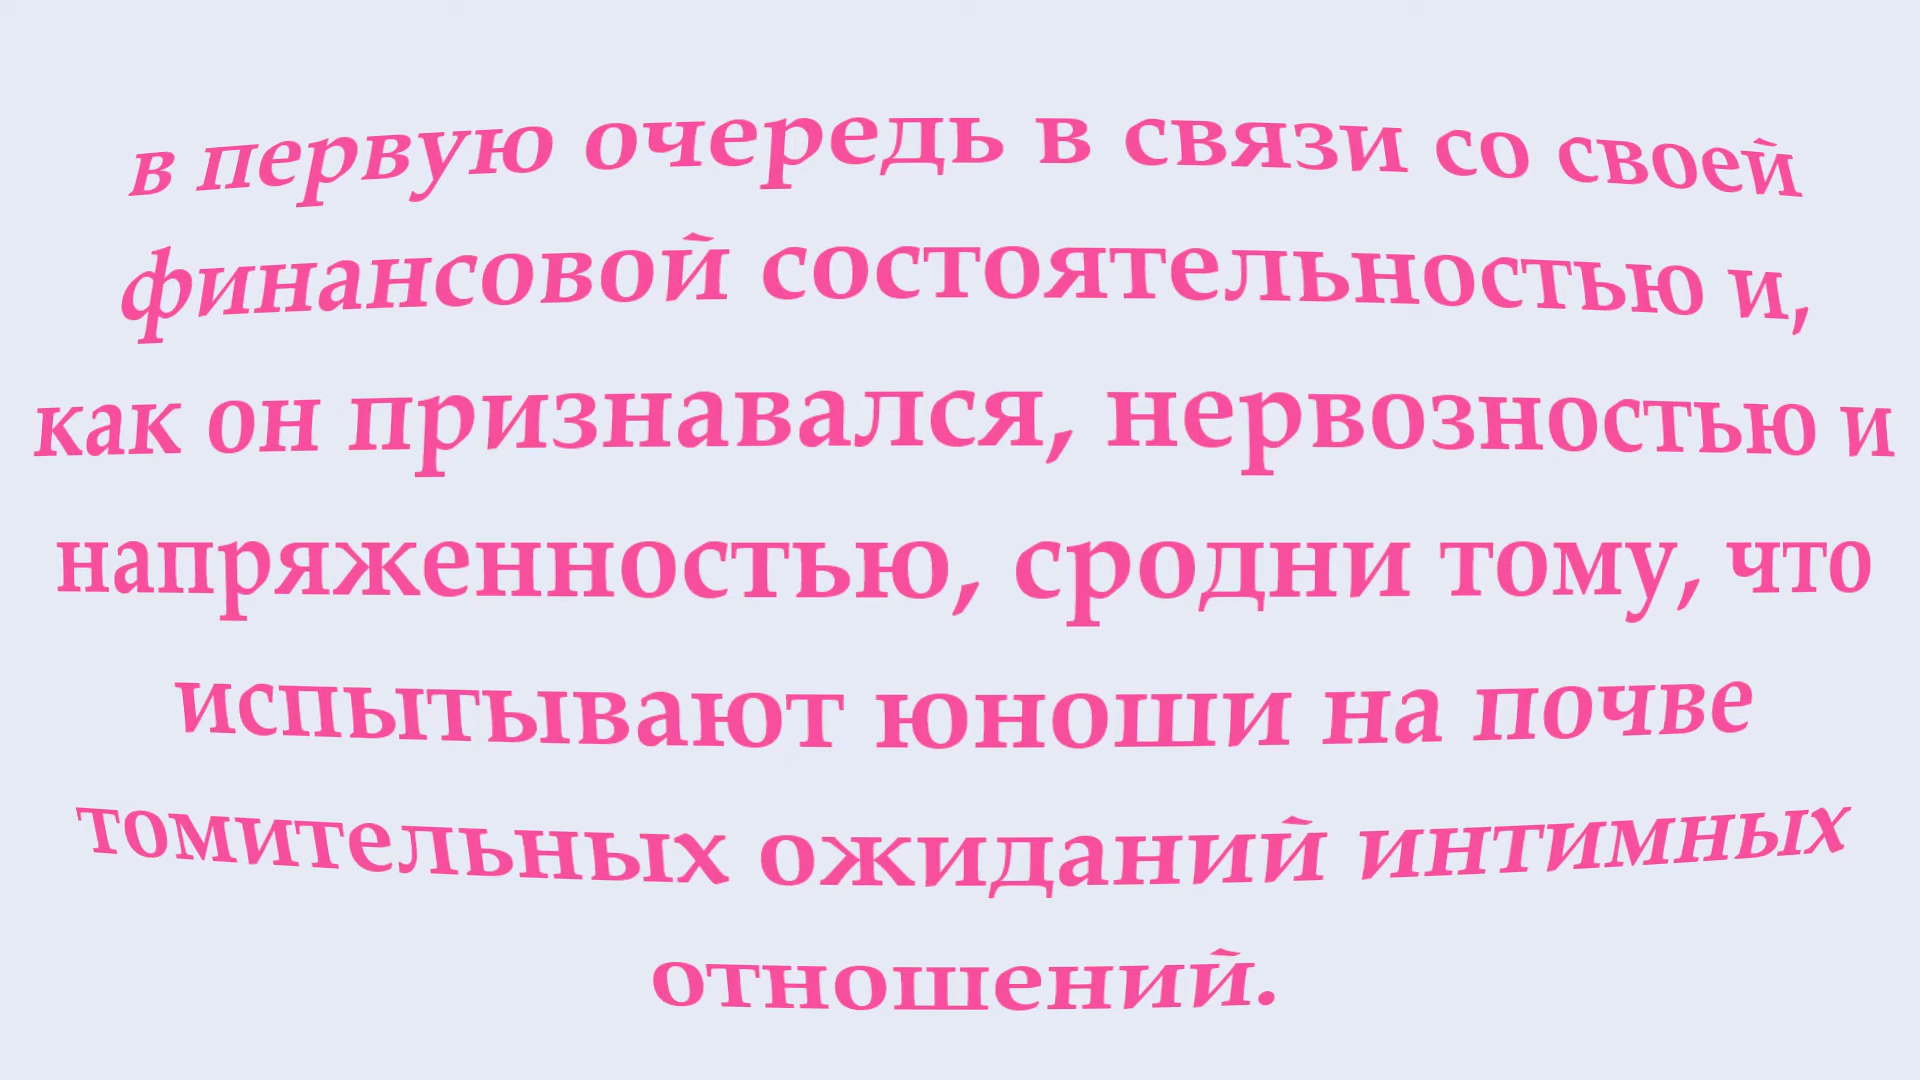 в первую очередь в связи со своей
финансовой состоятельностью и,
как он признавался, нервозностью и
напряженностью, сродни тому, что
испытывают юноши на почве
томительных ожиданий интимных
отношений.